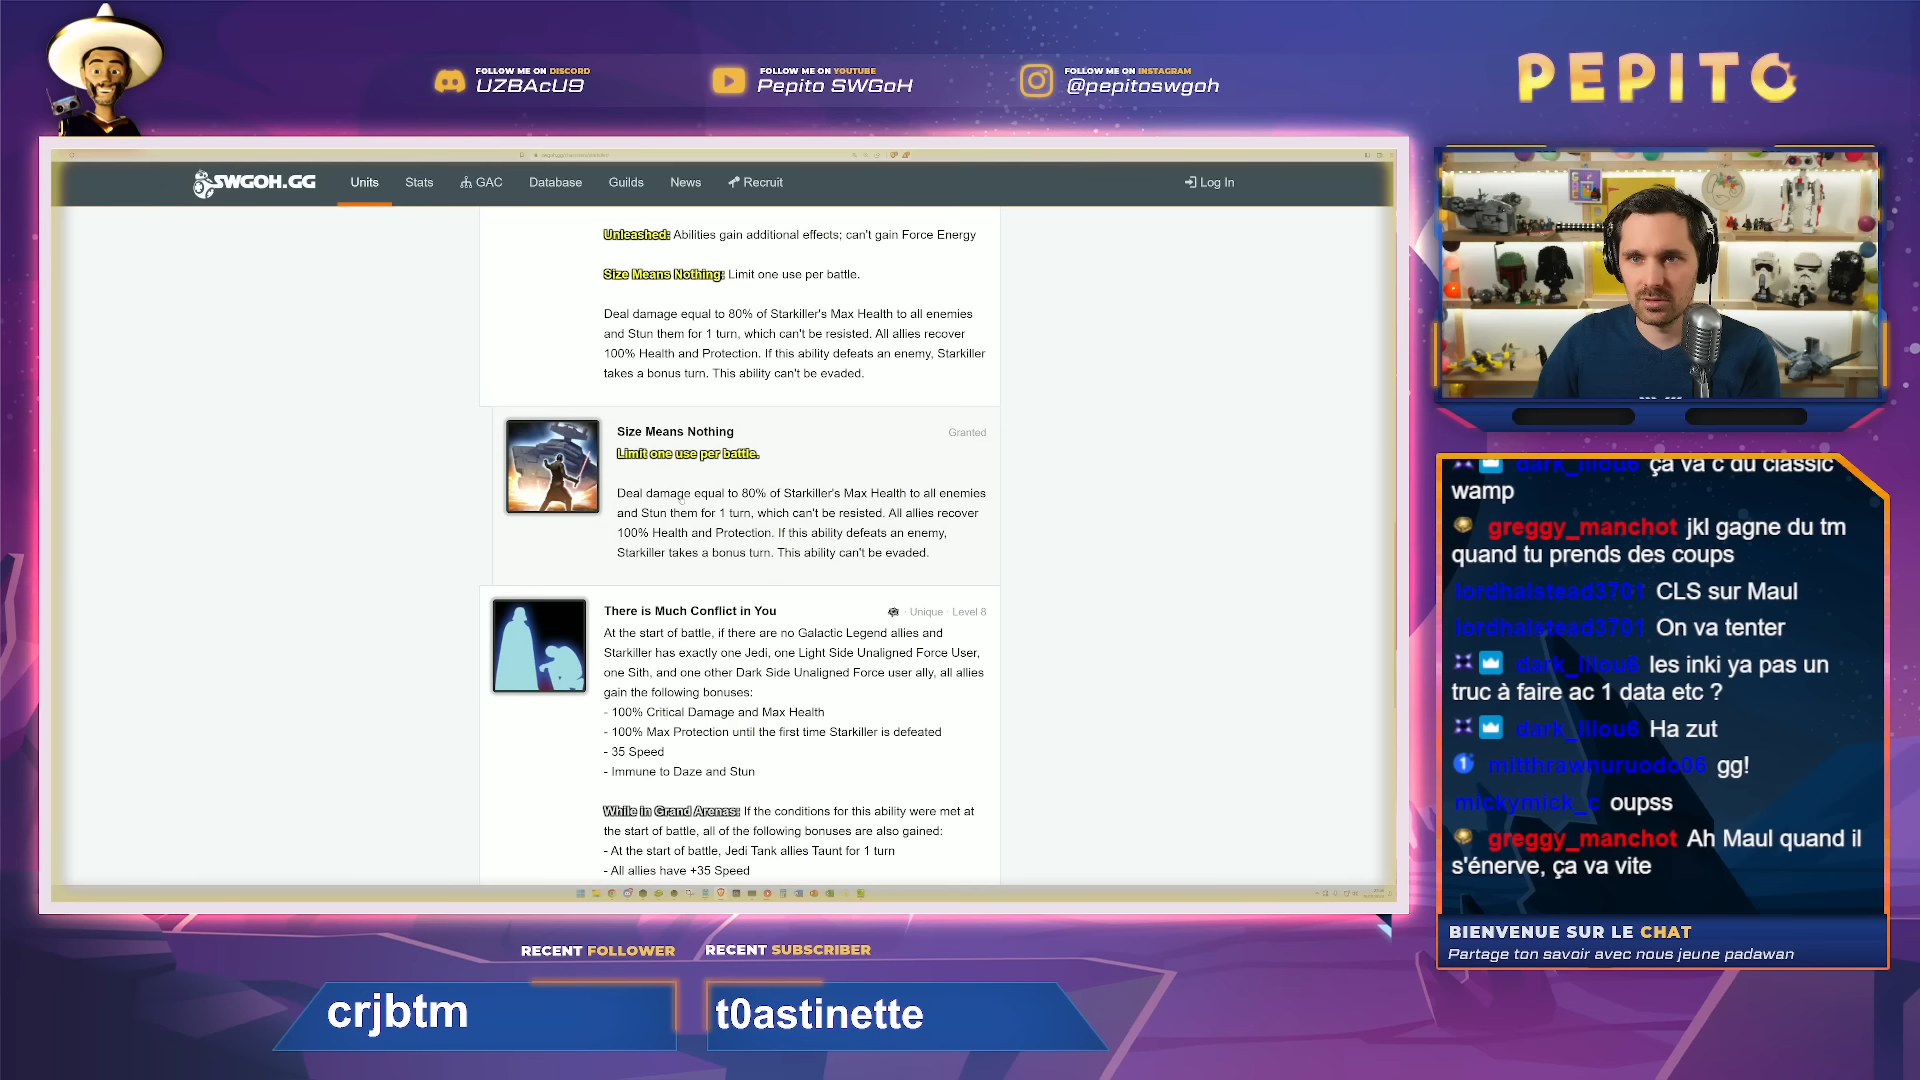 FOLLOW ME ON DISCORD
UZBAcU9
FOLLOW ME ON YOUTUBE
Pepito SWGoH
FOLLOW ME ON INSTAGRAM
@pepitoswgoh
PEPITO
SWGOH.GG
Units
Stats
GAC
Database
Guilds
News
Recruit
Log In
Unleashed: Abilities gain additional effects; can't gain Force Energy
Size Means Nothing: Limit one use per battle.
Deal damage equal to 80% of Starkiller's Max Health to all enemies
and Stun them for 1 turn, which can't be resisted. All allies recover
100% Health and Protection. If this ability defeats an enemy, Starkiller
takes a bonus turn. This ability can't be evaded.
Size Means Nothing
Granted
Limit one use per battle.
Deal damage equal to 80% of Starkiller's Max Health to all enemies
and Stun them for 1 turn, which can't be resisted. All allies recover
100% Health and Protection. If this ability defeats an enemy,
Starkiller takes a bonus turn. This ability can't be evaded.
There is Much Conflict in You
· Unique · Level 8
At the start of battle, if there are no Galactic Legend allies and
Starkiller has exactly one Jedi, one Light Side Unaligned Force User,
one Sith, and one other Dark Side Unaligned Force user ally, all allies
gain the following bonuses:
- 100% Critical Damage and Max Health
- 100% Max Protection until the first time Starkiller is defeated
- 35 Speed
- Immune to Daze and Stun
While in Grand Arenas: If the conditions for this ability were met at
the start of battle, all of the following bonuses are also gained:
- At the start of battle, Jedi Tank allies Taunt for 1 turn
- All allies have +35 Speed
dark_lilou6 ça va c du classic
wamp
greggy_manchot jkl gagne du tm
quand tu prends des coups
lordhalstead3701 CLS sur Maul
lordhalstead3701 On va tenter
dark_lilou6 les inki ya pas un
truc à faire ac 1 data etc ?
dark_lilou6 Ha zut
mitthrawnuruodo06 gg!
mickymick_c oupss
greggy_manchot Ah Maul quand il
s'énerve, ça va vite
BIENVENUE SUR LE CHAT
Partage ton savoir avec nous jeune padawan
RECENT FOLLOWER
crjbtm
RECENT SUBSCRIBER
t0astinette